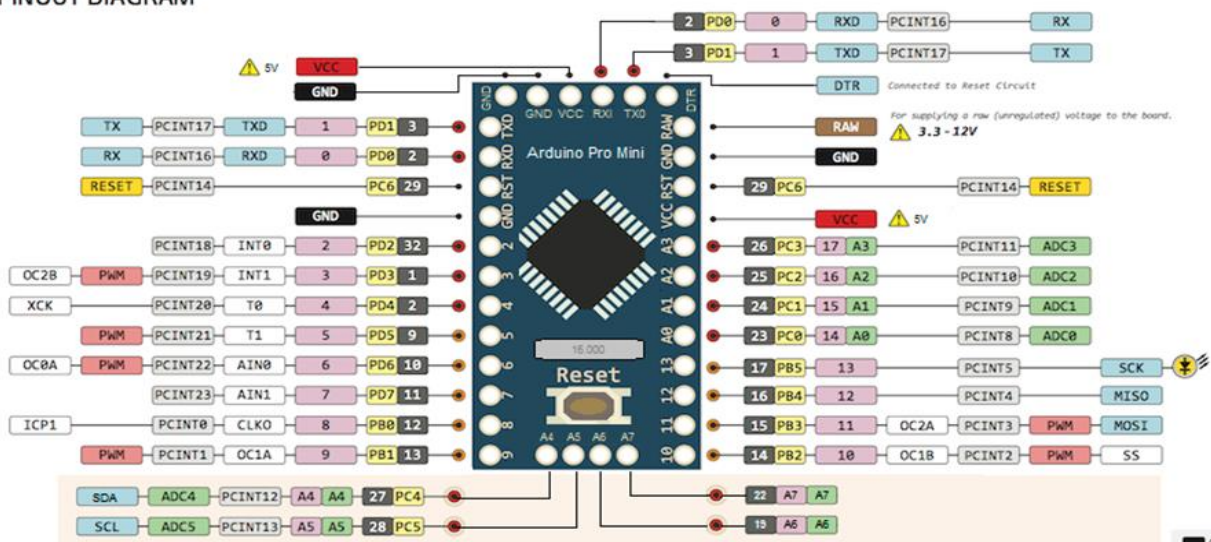 PINOUT DIAGRAM
2 PD0 0 RXD PCINT16 RX
3 PD1 1 TXD PCINT17 TX
5V VCC
GND
DTR Connected to Reset Circuit
GND GND VCC RXI TX0 DTR
For supplying a raw (unregulated) voltage to the board.
TX PCINT17 TXD 1 PD1 3 TXD RAW RAW 3.3 - 12V
Arduino Pro Mini
RX PCINT16 RXD 0 PD0 2 RXD GND GND
RESET PCINT14 PC6 29 RST RST 29 PC6 PCINT14 RESET
GND GND VCC VCC 5V
PCINT18 INT0 2 PD2 32 2 A3 26 PC3 17 A3 PCINT11 ADC3
OC2B PWM PCINT19 INT1 3 PD3 1 3 A2 25 PC2 16 A2 PCINT10 ADC2
XCK PCINT20 T0 4 PD4 2 4 A1 24 PC1 15 A1 PCINT9 ADC1
PWM PCINT21 T1 5 PD5 9 5 A0 23 PC0 14 A0 PCINT8 ADC0
16.000
OC0A PWM PCINT22 AIN0 6 PD6 10 6 13 17 PB5 13 PCINT5 SCK
Reset
PCINT23 AIN1 7 PD7 11 7 12 16 PB4 12 PCINT4 MISO
ICP1 PCINT0 CLKO 8 PB0 12 8 11 15 PB3 11 OC2A PCINT3 PWM MOSI
A4 A5 A6 A7
PWM PCINT1 OC1A 9 PB1 13 9 10 14 PB2 10 OC1B PCINT2 PWM SS
SDA ADC4 PCINT12 A4 A4 27 PC4 22 A7 A7
SCL ADC5 PCINT13 A5 A5 28 PC5 19 A6 A6